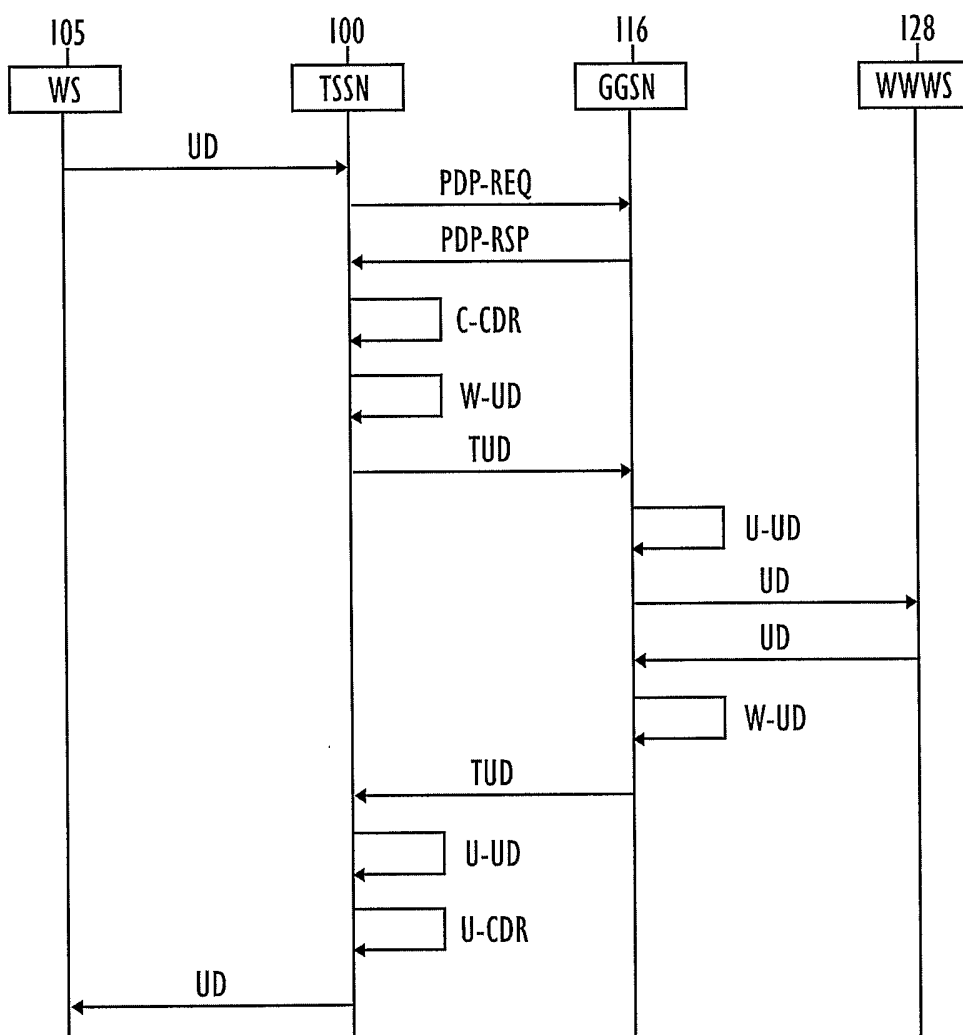 105 100 116 128
WS TSSN GGSN WWWS
UD
PDP-REQ
PDP-RSP
C-CDR
W-UD
TUD
U-UD
UD
UD
W-UD
TUD
U-UD
U-CDR
UD